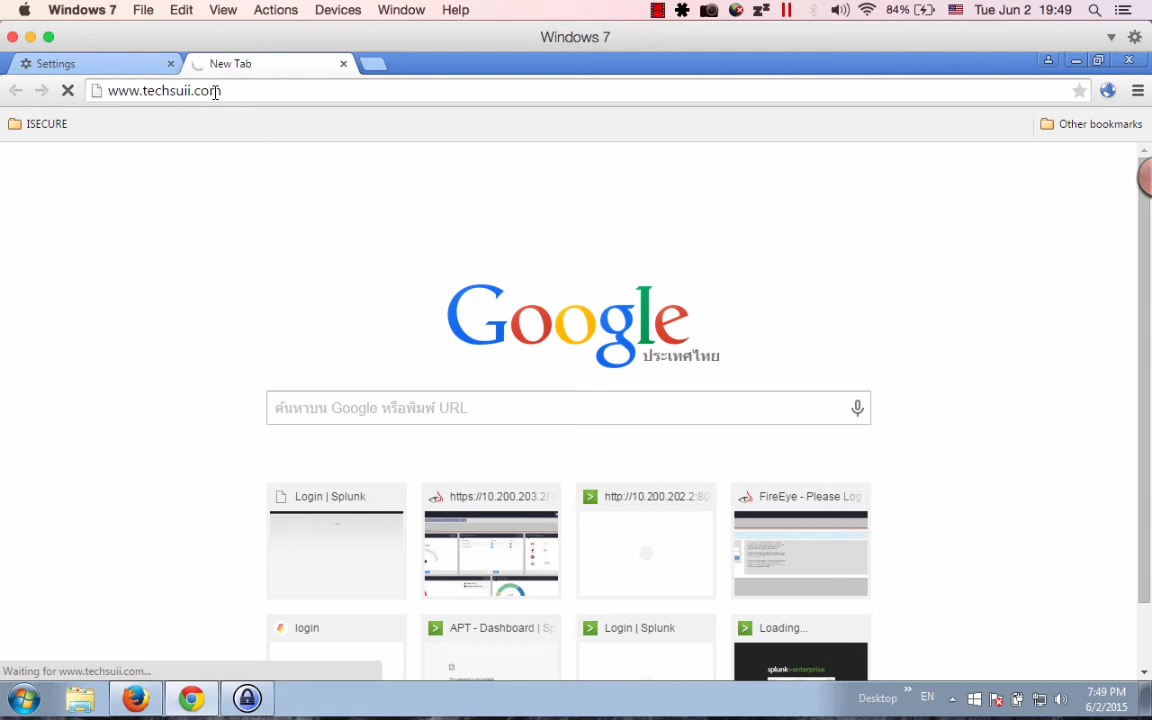 Windows 7 File Edit View Actions Devices Window Help 84% Tue Jun 2 19:49
Windows 7
Settings New Tab
www.techsuii.com
ISECURE Other bookmarks
Google
ประเทศไทย
ค้นหาบน Google หรือพิมพ์ URL
Login | Splunk https://10.200.203.2/ http://10.200.202.2:80 FireEye - Please Log
login APT - Dashboard | Sp Login | Splunk Loading...
splunk>enterprise
Waiting for www.techsuii.com...
Desktop » EN 7:49 PM
6/2/2015